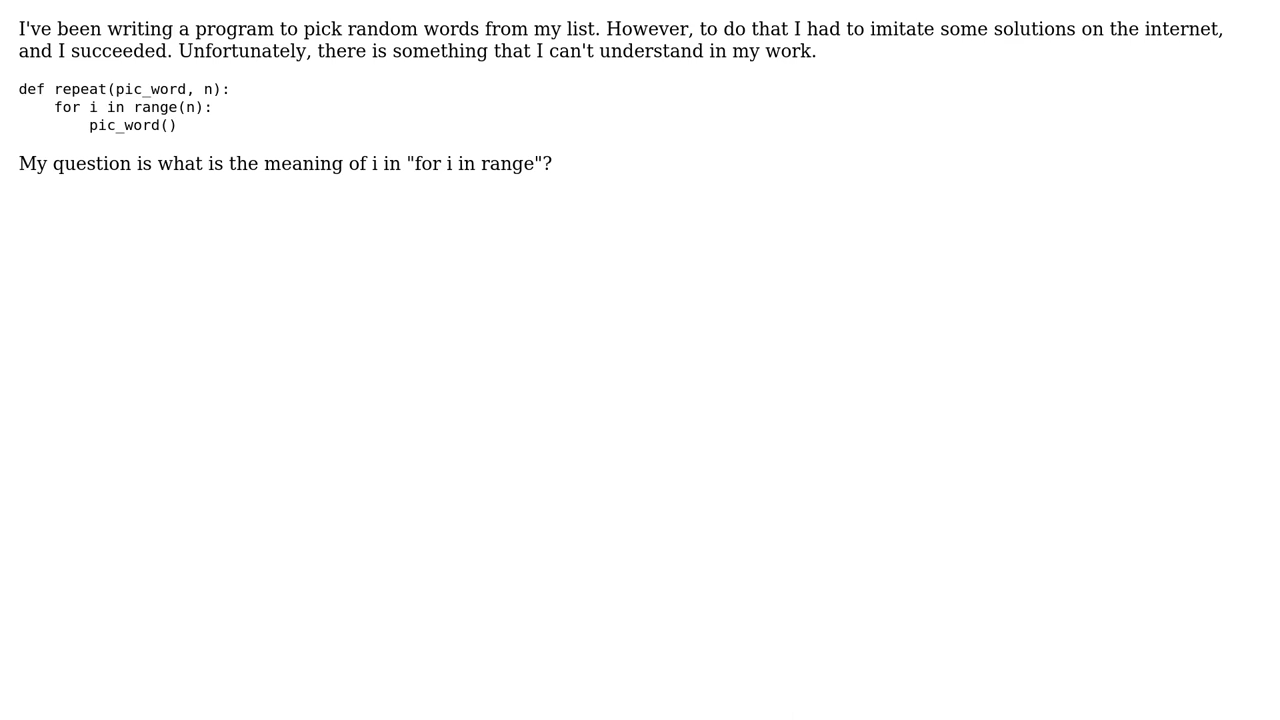 I've been writing a program to pick random words from my list. However, to do that I had to imitate some solutions on the internet,
and I succeeded. Unfortunately, there is something that I can't understand in my work.
def repeat(pic_word, n):
    for i in range(n):
        pic_word()
My question is what is the meaning of i in "for i in range"?